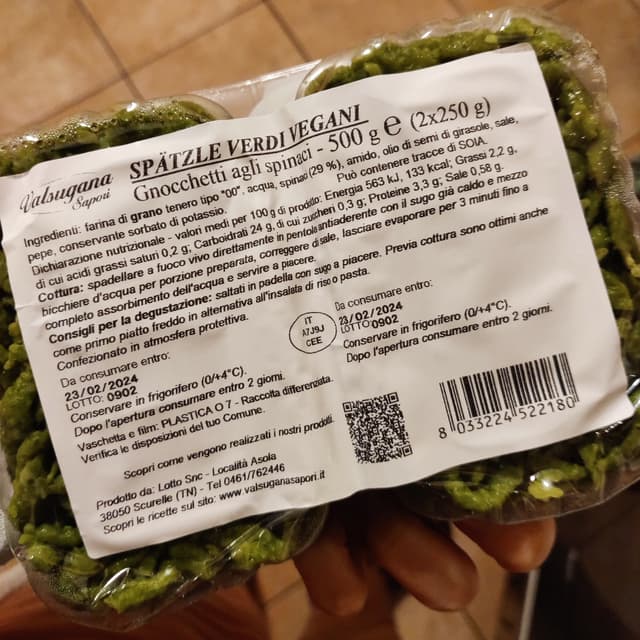 Valsugana
Sapori
SPÄTZLE VERDI VEGANI
Gnocchetti agli spinaci - 500 g e (2x250 g)
Ingredienti: farina di grano tenero tipo "00", acqua, spinaci (29 %), amido, olio di semi di girasole, sale,
pepe, conservante sorbato di potassio. Può contenere tracce di SOIA.
Dichiarazione nutrizionale - valori medi per 100 g di prodotto: Energia 563 kJ, 133 kcal; Grassi 2,2 g,
di cui acidi grassi saturi 0,2 g; Carboidrati 24 g, di cui zuccheri 0,3 g; Proteine 3,3 g; Sale 0,58 g.
Cottura: spadellare a fuoco vivo direttamente in pentola antiaderente con il sugo già caldo e mezzo
bicchiere d'acqua per porzione preparata, correggere di sale, lasciare evaporare per 3 minuti fino a
completo assorbimento dell'acqua e servire a piacere.
Consigli per la degustazione: saltati in padella con sugo a piacere. Previa cottura sono ottimi anche
come primo piatto freddo in alternativa all'insalata di riso o pasta.
Confezionato in atmosfera protettiva.
Da consumare entro:
23/02/2024
LOTTO: 0902
Conservare in frigorifero (0/+4°C).
Dopo l'apertura consumare entro 2 giorni.
Vaschetta e film: PLASTICA O 7 - Raccolta differenziata.
Verifica le disposizioni del tuo Comune.
IT
A7J9J
CEE
Da consumare entro:
23/02/2024
LOTTO 0902
Conservare in frigorifero (0/+4°C).
Dopo l'apertura consumare entro 2 giorni.
Scopri come vengono realizzati i nostri prodotti.
Prodotto da: Lotto Snc - Località Asola
38050 Scurelle (TN) - Tel 0461/762446
Scopri le ricette sul sito: www.valsuganasapori.it
8 033224 522180